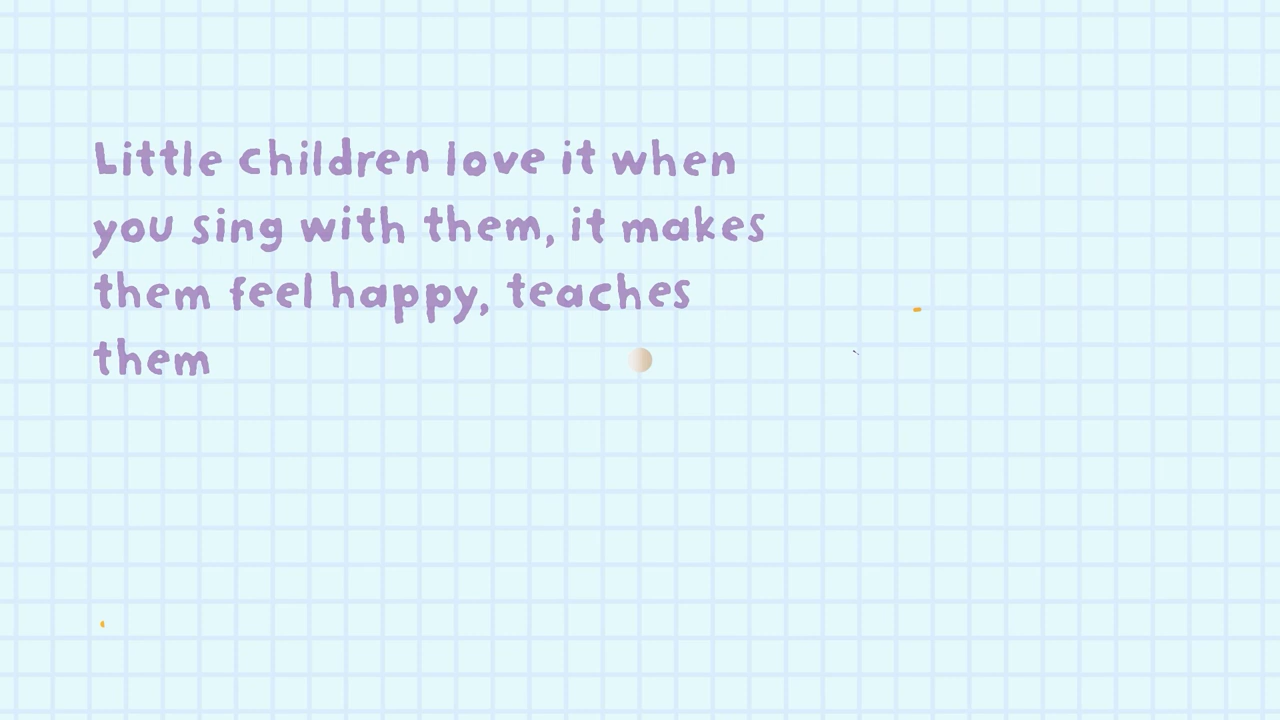 Little children love it when
you sing with them, it makes
them feel happy, teaches
them